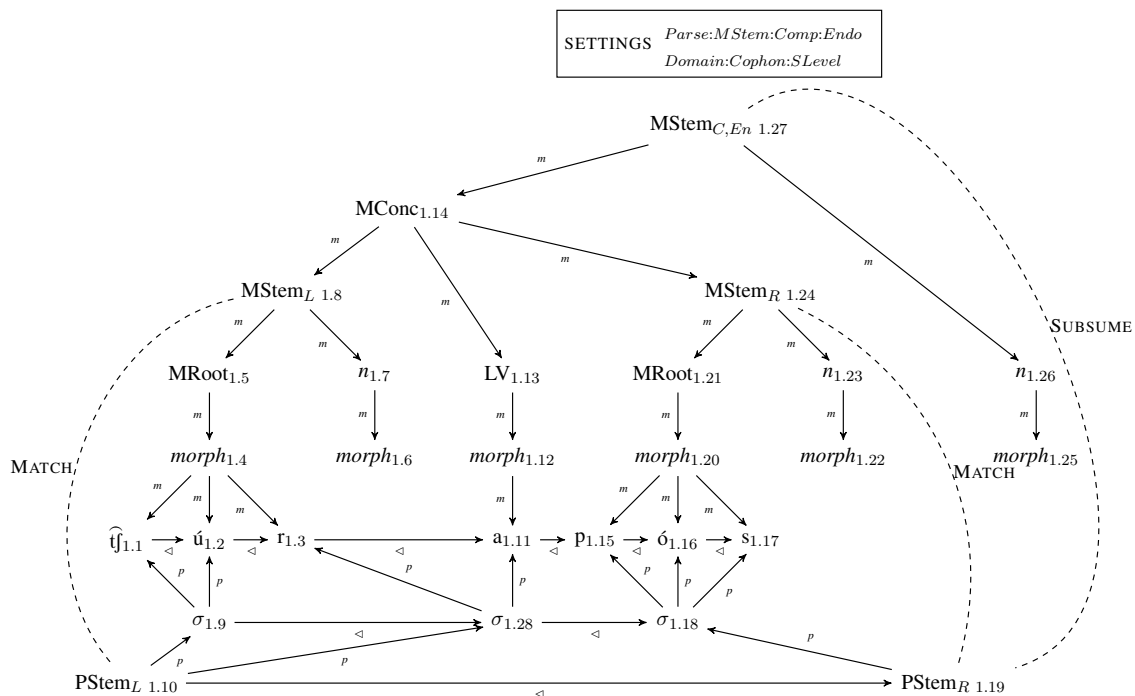 SETTINGS Parse:MStem:Comp:Endo
Domain:Cophon:SLevel
MStem_{C,En 1.27}
m
MConc_{1.14}
m m m m
MStem_{L 1.8} MStem_{R 1.24}
SUBSUME
m m m m
MRoot_{1.5} n_{1.7} LV_{1.13} MRoot_{1.21} n_{1.23} n_{1.26}
m m m m m m
MATCH morph_{1.4} morph_{1.6} morph_{1.12} morph_{1.20} morph_{1.22} MATCH morph_{1.25}
m m m m m m m
t͡ʃ_{1.1} ◁ ú_{1.2} ◁ r_{1.3} ◁ a_{1.11} ◁ p_{1.15} ◁ ó_{1.16} ◁ s_{1.17}
p p p p p p p
σ_{1.9} ◁ σ_{1.28} ◁ σ_{1.18}
p p p
PStem_{L 1.10} ◁ PStem_{R 1.19}